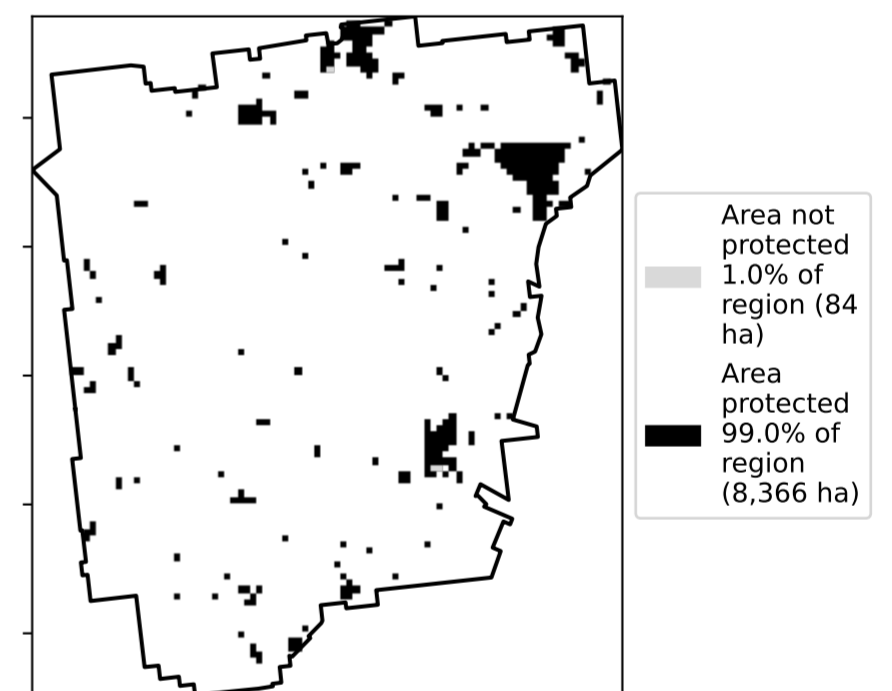 Area not
protected
1.0% of
region (84
ha)
Area
protected
99.0% of
region
(8,366 ha)